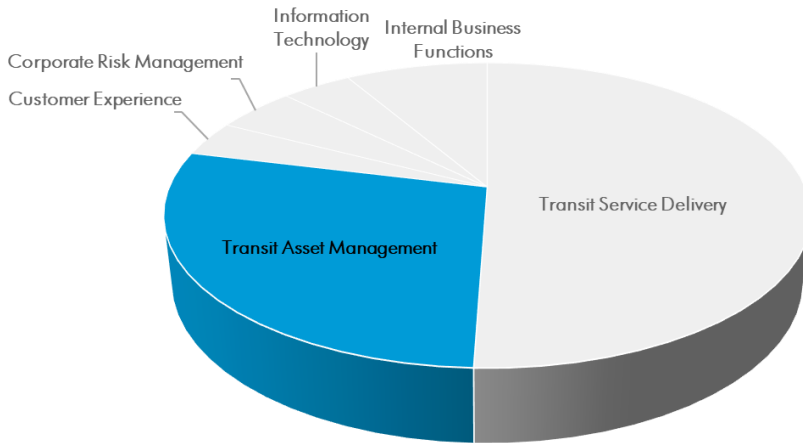 Information
Technology
Internal Business
Functions
Corporate Risk Management
Customer Experience
Transit Service Delivery
Transit Asset Management